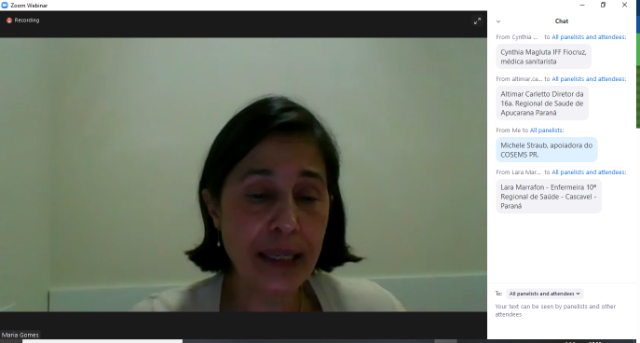 Zoom Webinar
Recording
Chat
From Cynthia ... to All panelists and attendees:
Cynthia Magluta IFF Fiocruz,
médica sanitarista
From altimar.ca... to All panelists and attendees:
Altimar Carletto Diretor da
16a. Regional de Saude de
Apucarana Paraná
From Me to All panelists:
Michele Straub, apoiadora do
COSEMS PR.
From Lara Mar... to All panelists and attendees:
Lara Marrafon - Enfermeira 10ª
Regional de Saúde - Cascavel -
Paraná
To: All panelists and attendees
Your text can be seen by panelists and other
attendees
Maria Gomes